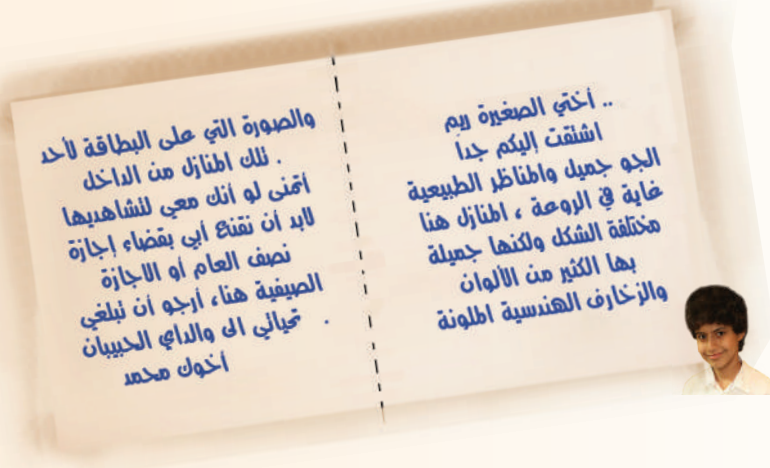 .. أختي الصغيرة ريم
اشتقت إليكم جداً
الجو جميل والمناظر الطبيعية
غاية في الروعة ، المنازل هنا
مختلفة الشكل ولكنها جميلة
بها الكثير من الألوان
والزخارف الهندسية الملونة
والصورة التي على البطاقة لأحد
تلك المنازل من الداخل .
أتمنى لو أنك معي لتشاهديها
لابد أن نقنع أبي بقضاء إجازة
نصف العام أو الاجازة
الصيفية هنا، أرجو أن تبلغي
تحياتي الى والداي الحبيبان .
أخوك محمد